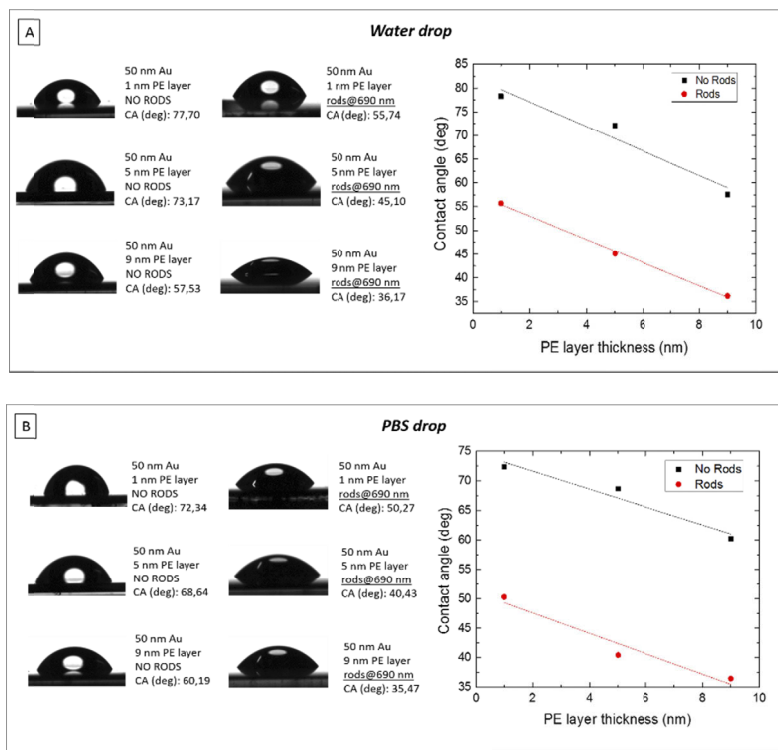 A
Water drop
50 nm Au
1 nm PE layer
NO RODS
CA (deg): 77,70
50 nm Au
1 nm PE layer
rods@690 nm
CA (deg): 55,74
50 nm Au
5 nm PE layer
NO RODS
CA (deg): 73,17
50 nm Au
5 nm PE layer
rods@690 nm
CA (deg): 45,10
50 nm Au
9 nm PE layer
NO RODS
CA (deg): 57,53
50 nm Au
9 nm PE layer
rods@690 nm
CA (deg): 36,17
85
80
75
70
65
60
55
50
45
40
35
Contact angle (deg)
No Rods
Rods
0
2
4
6
8
10
PE layer thickness (nm)
B
PBS drop
50 nm Au
1 nm PE layer
NO RODS
CA (deg): 72,34
50 nm Au
1 nm PE layer
rods@690 nm
CA (deg): 50,27
50 nm Au
5 nm PE layer
NO RODS
CA (deg): 68,64
50 nm Au
5 nm PE layer
rods@690 nm
CA (deg): 40,43
50 nm Au
9 nm PE layer
NO RODS
CA (deg): 60,19
50 nm Au
9 nm PE layer
rods@690 nm
CA (deg): 35,47
75
70
65
60
55
50
45
40
35
Contact angle (deg)
No Rods
Rods
0
2
4
6
8
10
PE layer thickness (nm)